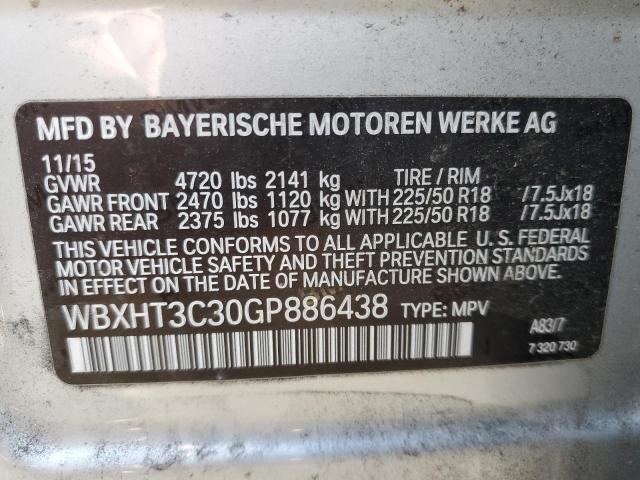 MFD BY BAYERISCHE MOTOREN WERKE AG
11/15
GVWR 4720 lbs 2141 kg TIRE / RIM
GAWR FRONT 2470 lbs 1120 kg WITH 225/50 R18 /7.5Jx18
GAWR REAR 2375 lbs 1077 kg WITH 225/50 R18 /7.5Jx18
THIS VEHICLE CONFORMS TO ALL APPLICABLE U. S. FEDERAL
MOTOR VEHICLE SAFETY AND THEFT PREVENTION STANDARDS
IN EFFECT ON THE DATE OF MANUFACTURE SHOWN ABOVE.
WBXHT3C30GP886438 TYPE: MPV
A83/7
7 320 730